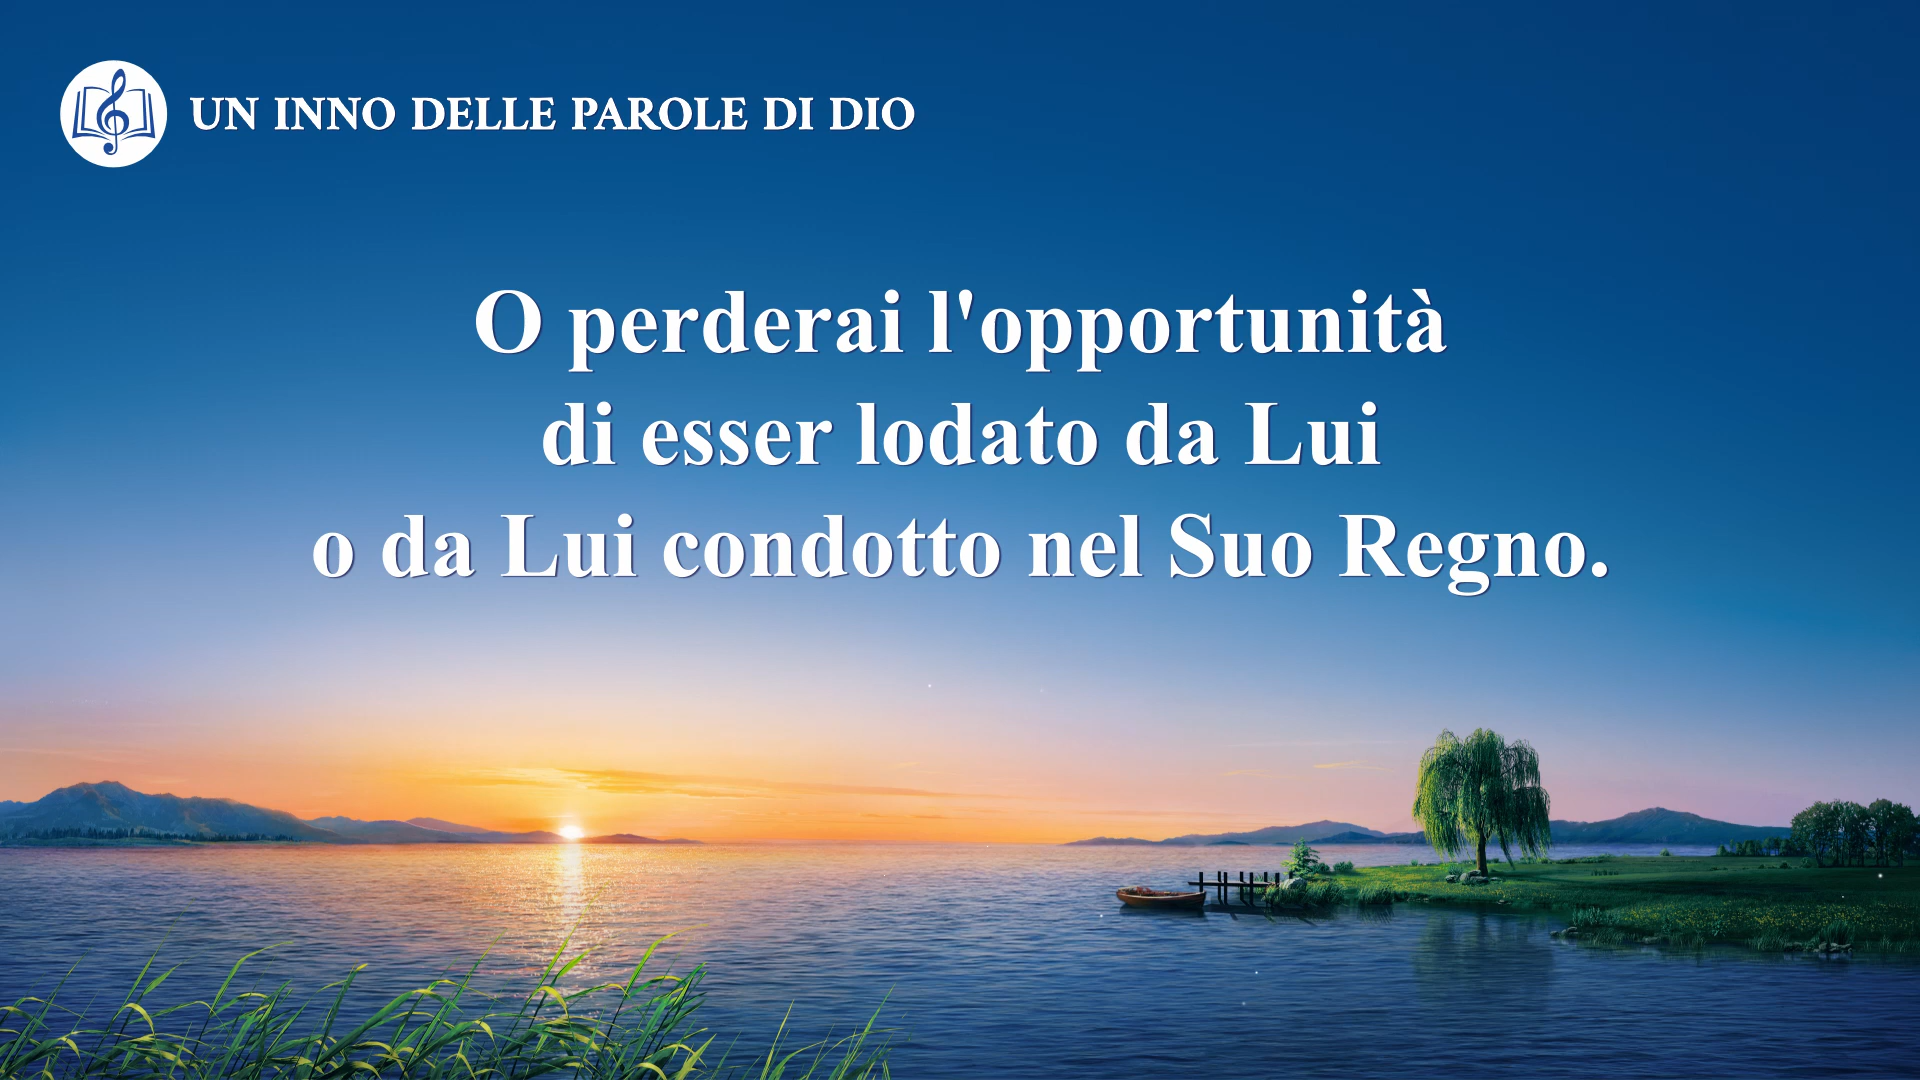 UN INNO DELLE PAROLE DI DIO
O perderai l'opportunità
di esser lodato da Lui
o da Lui condotto nel Suo Regno.